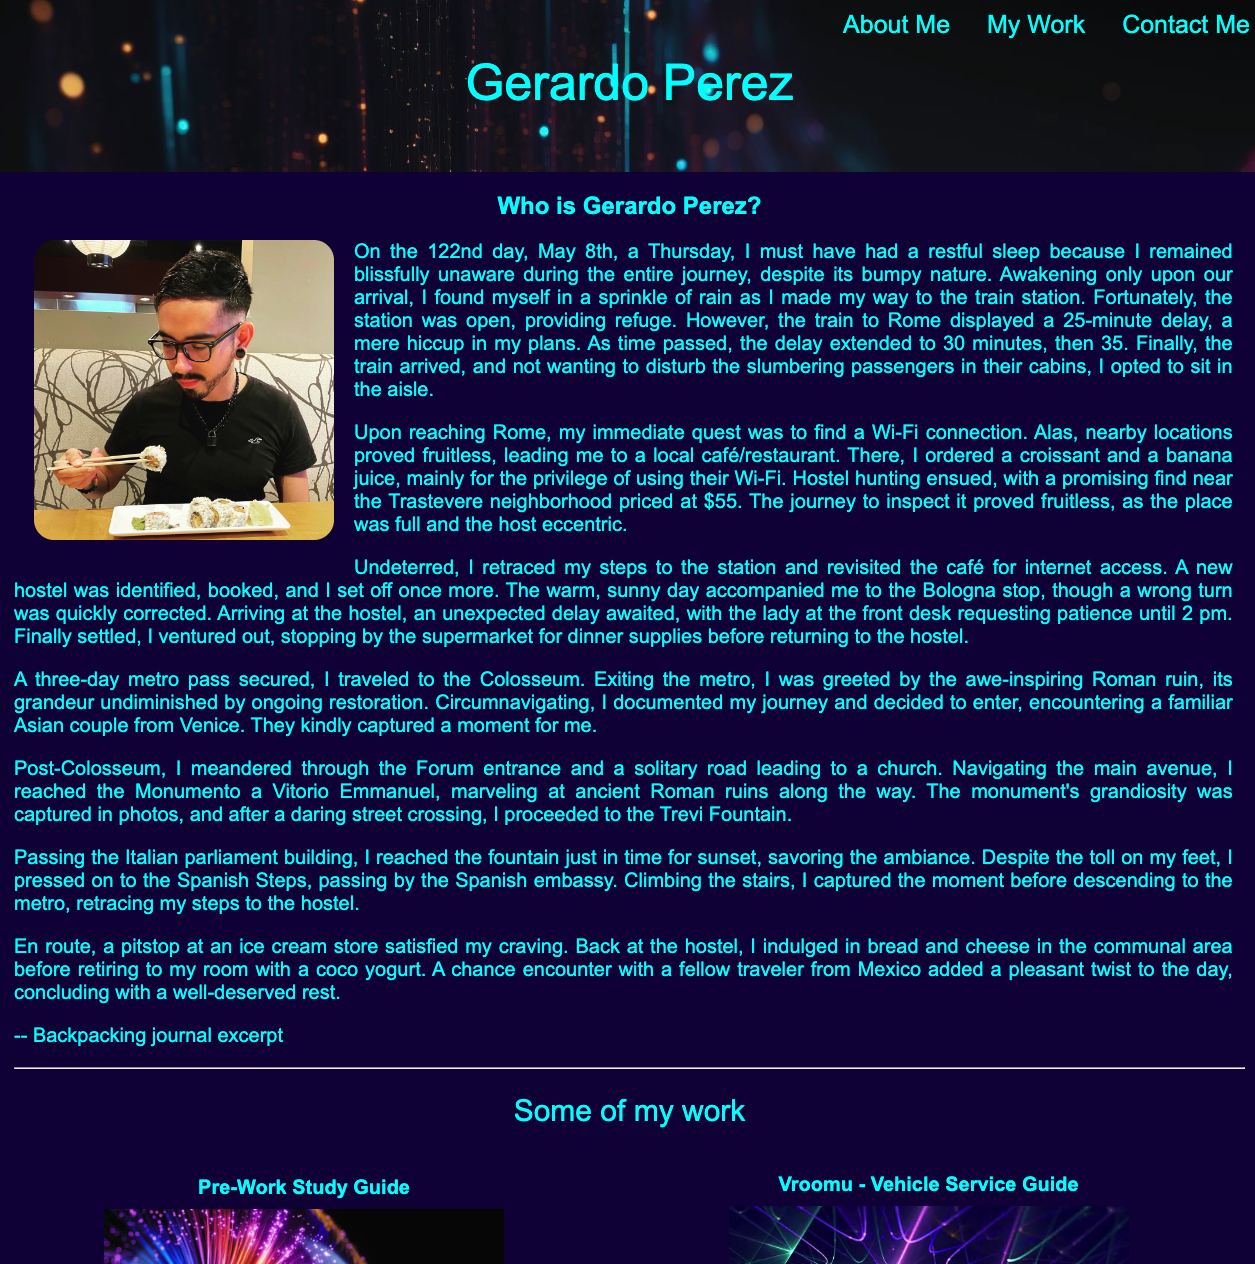 About Me My Work Contact Me
Gerardo Perez
Who is Gerardo Perez?
On the 122nd day, May 8th, a Thursday, I must have had a restful sleep because I remained
blissfully unaware during the entire journey, despite its bumpy nature. Awakening only upon our
arrival, I found myself in a sprinkle of rain as I made my way to the train station. Fortunately, the
station was open, providing refuge. However, the train to Rome displayed a 25-minute delay, a
mere hiccup in my plans. As time passed, the delay extended to 30 minutes, then 35. Finally, the
train arrived, and not wanting to disturb the slumbering passengers in their cabins, I opted to sit in
the aisle.
Upon reaching Rome, my immediate quest was to find a Wi-Fi connection. Alas, nearby locations
proved fruitless, leading me to a local café/restaurant. There, I ordered a croissant and a banana
juice, mainly for the privilege of using their Wi-Fi. Hostel hunting ensued, with a promising find near
the Trastevere neighborhood priced at $55. The journey to inspect it proved fruitless, as the place
was full and the host eccentric.
Undeterred, I retraced my steps to the station and revisited the café for internet access. A new
hostel was identified, booked, and I set off once more. The warm, sunny day accompanied me to the Bologna stop, though a wrong turn
was quickly corrected. Arriving at the hostel, an unexpected delay awaited, with the lady at the front desk requesting patience until 2 pm.
Finally settled, I ventured out, stopping by the supermarket for dinner supplies before returning to the hostel.
A three-day metro pass secured, I traveled to the Colosseum. Exiting the metro, I was greeted by the awe-inspiring Roman ruin, its
grandeur undiminished by ongoing restoration. Circumnavigating, I documented my journey and decided to enter, encountering a familiar
Asian couple from Venice. They kindly captured a moment for me.
Post-Colosseum, I meandered through the Forum entrance and a solitary road leading to a church. Navigating the main avenue, I
reached the Monumento a Vitorio Emmanuel, marveling at ancient Roman ruins along the way. The monument's grandiosity was
captured in photos, and after a daring street crossing, I proceeded to the Trevi Fountain.
Passing the Italian parliament building, I reached the fountain just in time for sunset, savoring the ambiance. Despite the toll on my feet, I
pressed on to the Spanish Steps, passing by the Spanish embassy. Climbing the stairs, I captured the moment before descending to the
metro, retracing my steps to the hostel.
En route, a pitstop at an ice cream store satisfied my craving. Back at the hostel, I indulged in bread and cheese in the communal area
before retiring to my room with a coco yogurt. A chance encounter with a fellow traveler from Mexico added a pleasant twist to the day,
concluding with a well-deserved rest.
-- Backpacking journal excerpt
Some of my work
Pre-Work Study Guide
Vroomu - Vehicle Service Guide